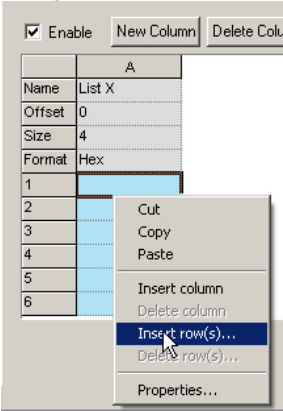 Enable New Column Delete Colu
A
Name List X
Offset 0
Size 4
Format Hex
1
2 Cut
3 Copy
4 Paste
5 Insert column
6 Delete column
Insert row(s)...
Delete row(s)...
Properties...